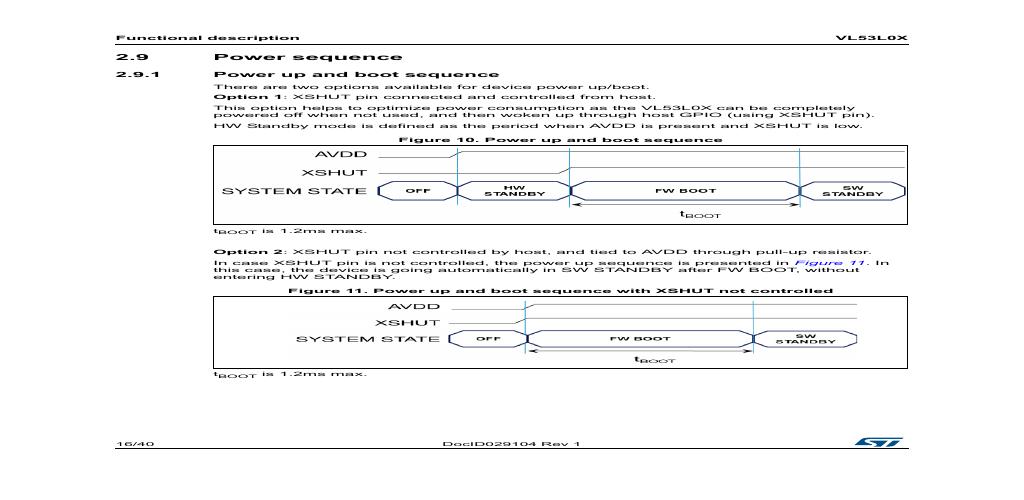 Functional description VL53L0X
2.9 Power sequence
2.9.1 Power up and boot sequence
There are two options available for device power up/boot.
Option 1: XSHUT pin connected and controlled from host.
This option helps to optimize power consumption as the VL53L0X can be completely
powered off when not used, and then woken up through host GPIO (using XSHUT pin).
HW Standby mode is defined as the period when AVDD is present and XSHUT is low.
Figure 10. Power up and boot sequence
AVDD
XSHUT
SYSTEM STATE OFF HW STANDBY FW BOOT SW STANDBY
tBOOT
tBOOT is 1.2ms max.
Option 2: XSHUT pin not controlled by host, and tied to AVDD through pull-up resistor.
In case XSHUT pin is not controlled, the power up sequence is presented in Figure 11. In
this case, the device is going automatically in SW STANDBY after FW BOOT, without
entering HW STANDBY.
Figure 11. Power up and boot sequence with XSHUT not controlled
AVDD
XSHUT
SYSTEM STATE OFF FW BOOT SW STANDBY
tBOOT
tBOOT is 1.2ms max.
16/40 DocID029104 Rev 1 ST